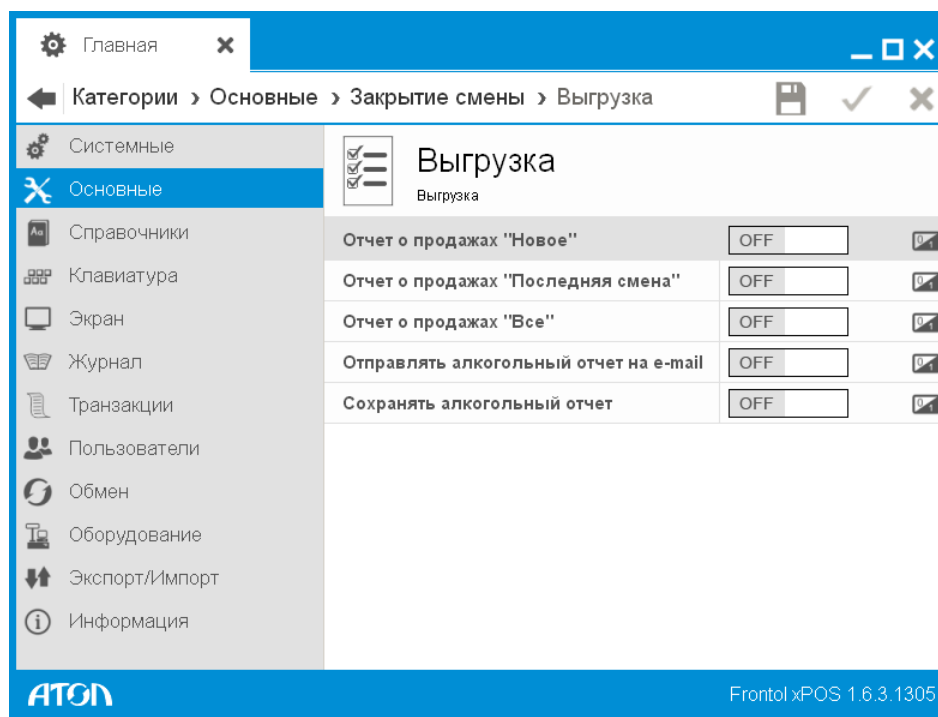 Главная
Категории › Основные › Закрытие смены › Выгрузка
Системные
Основные
Справочники
Клавиатура
Экран
Журнал
Транзакции
Пользователи
Обмен
Оборудование
Экспорт/Импорт
Информация
Выгрузка
Выгрузка
Отчет о продажах "Новое" OFF
Отчет о продажах "Последняя смена" OFF
Отчет о продажах "Все" OFF
Отправлять алкогольный отчет на e-mail OFF
Сохранять алкогольный отчет OFF
ATOL Frontol xPOS 1.6.3.1305